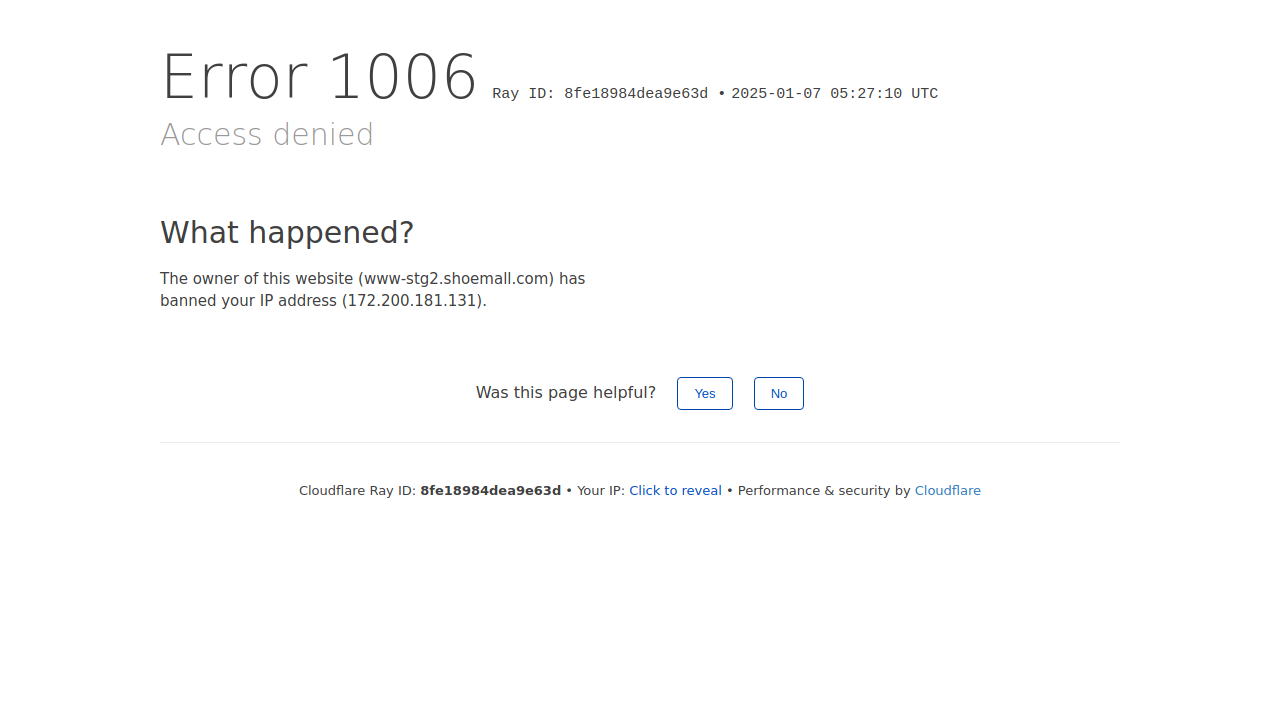 Error 1006 Ray ID: 8fe18984dea9e63d • 2025-01-07 05:27:10 UTC
Access denied
What happened?
The owner of this website (www-stg2.shoemall.com) has
banned your IP address (172.200.181.131).
Was this page helpful? Yes No
Cloudflare Ray ID: 8fe18984dea9e63d • Your IP: Click to reveal • Performance & security by Cloudflare